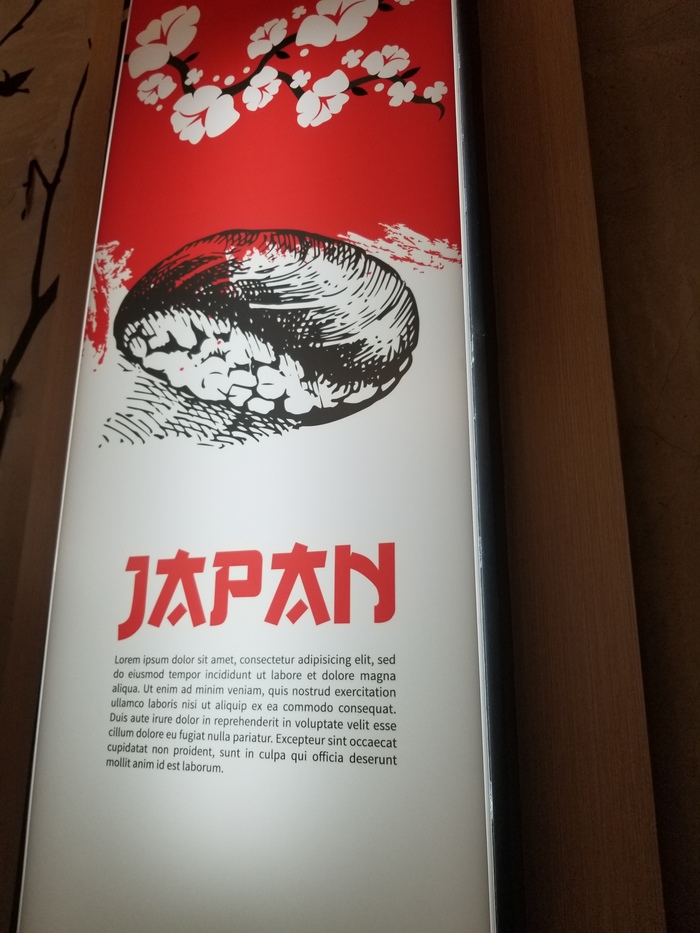 JAPAN
Lorem ipsum dolor sit amet, consectetur adipisicing elit, sed
do eiusmod tempor incididunt ut labore et dolore magna
aliqua. Ut enim ad minim veniam, quis nostrud exercitation
ullamco laboris nisi ut aliquip ex ea commodo consequat.
Duis aute irure dolor in reprehenderit in voluptate velit esse
cillum dolore eu fugiat nulla pariatur. Excepteur sint occaecat
cupidatat non proident, sunt in culpa qui officia deserunt
mollit anim id est laborum.